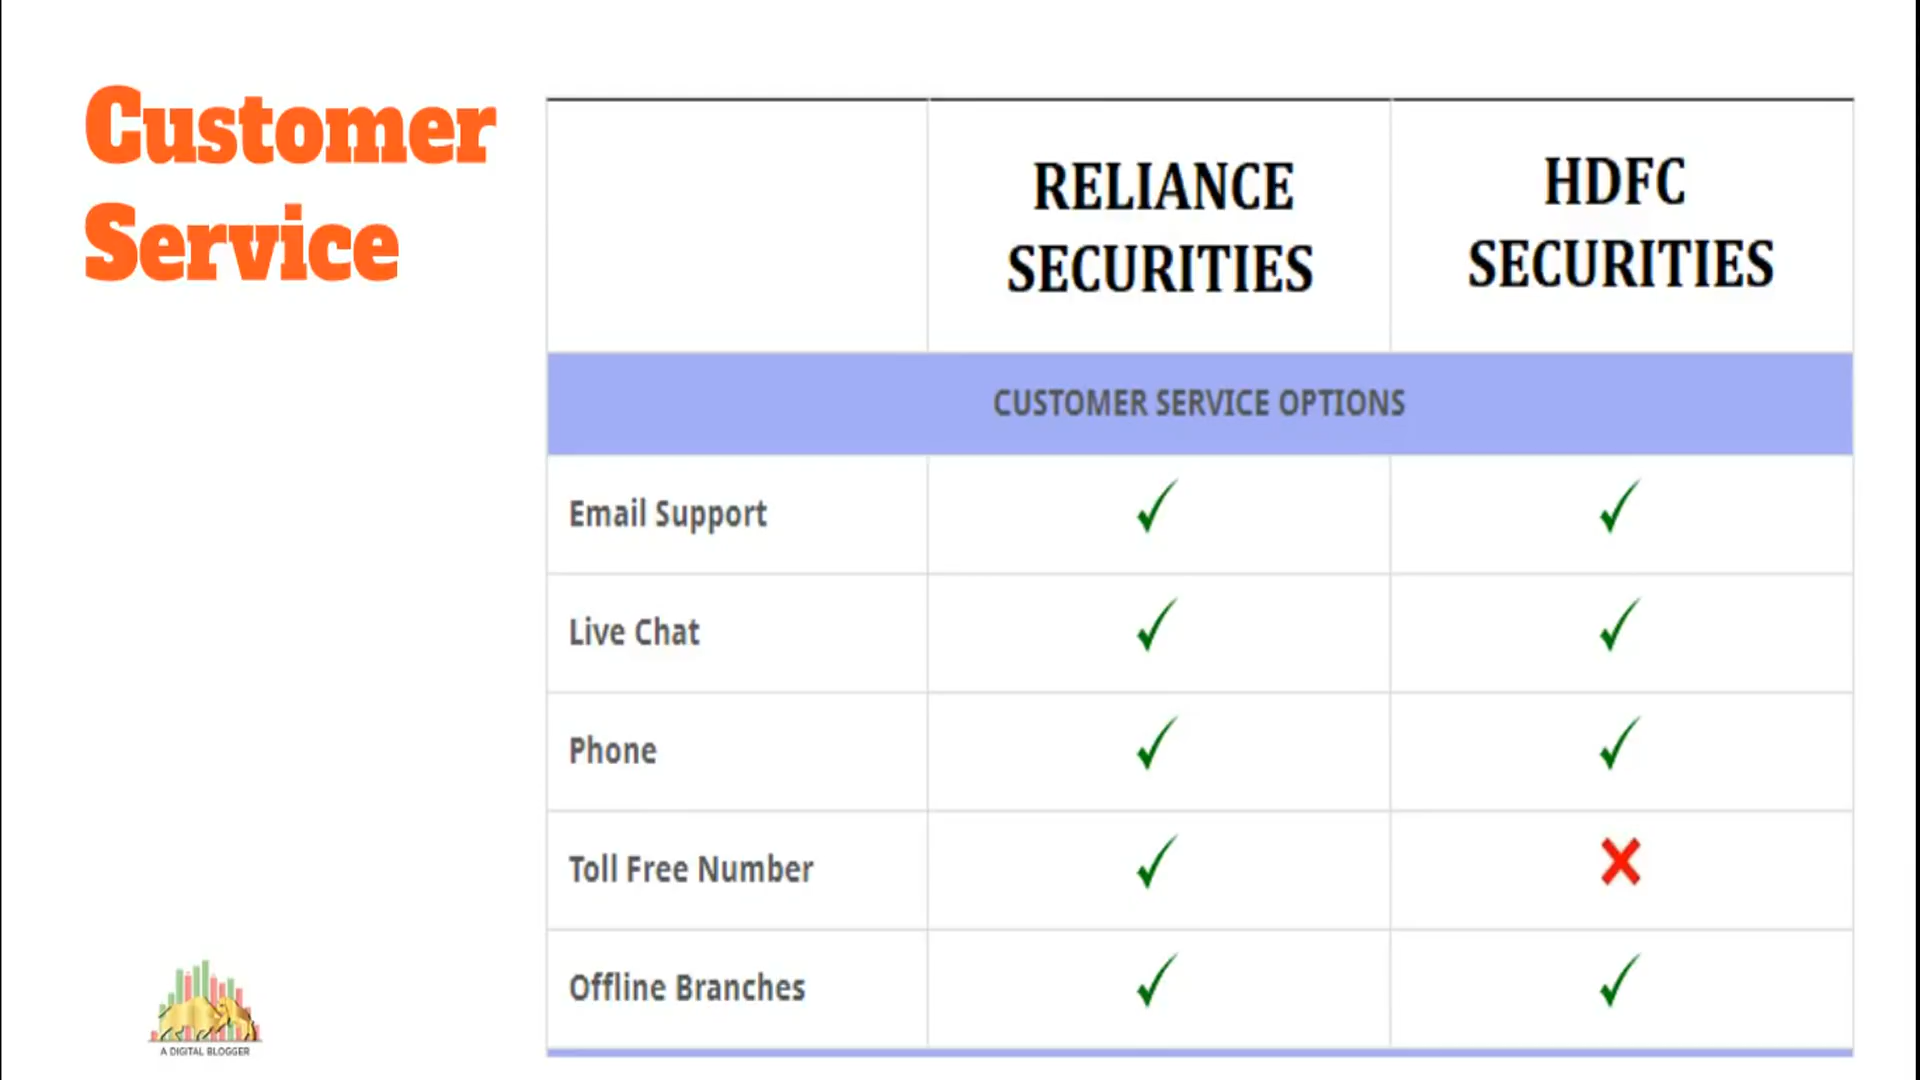 Customer
Service
RELIANCE
SECURITIES
HDFC
SECURITIES
CUSTOMER SERVICE OPTIONS
Email Support
Live Chat
Phone
Toll Free Number
Offline Branches
A DIGITAL BLOGGER